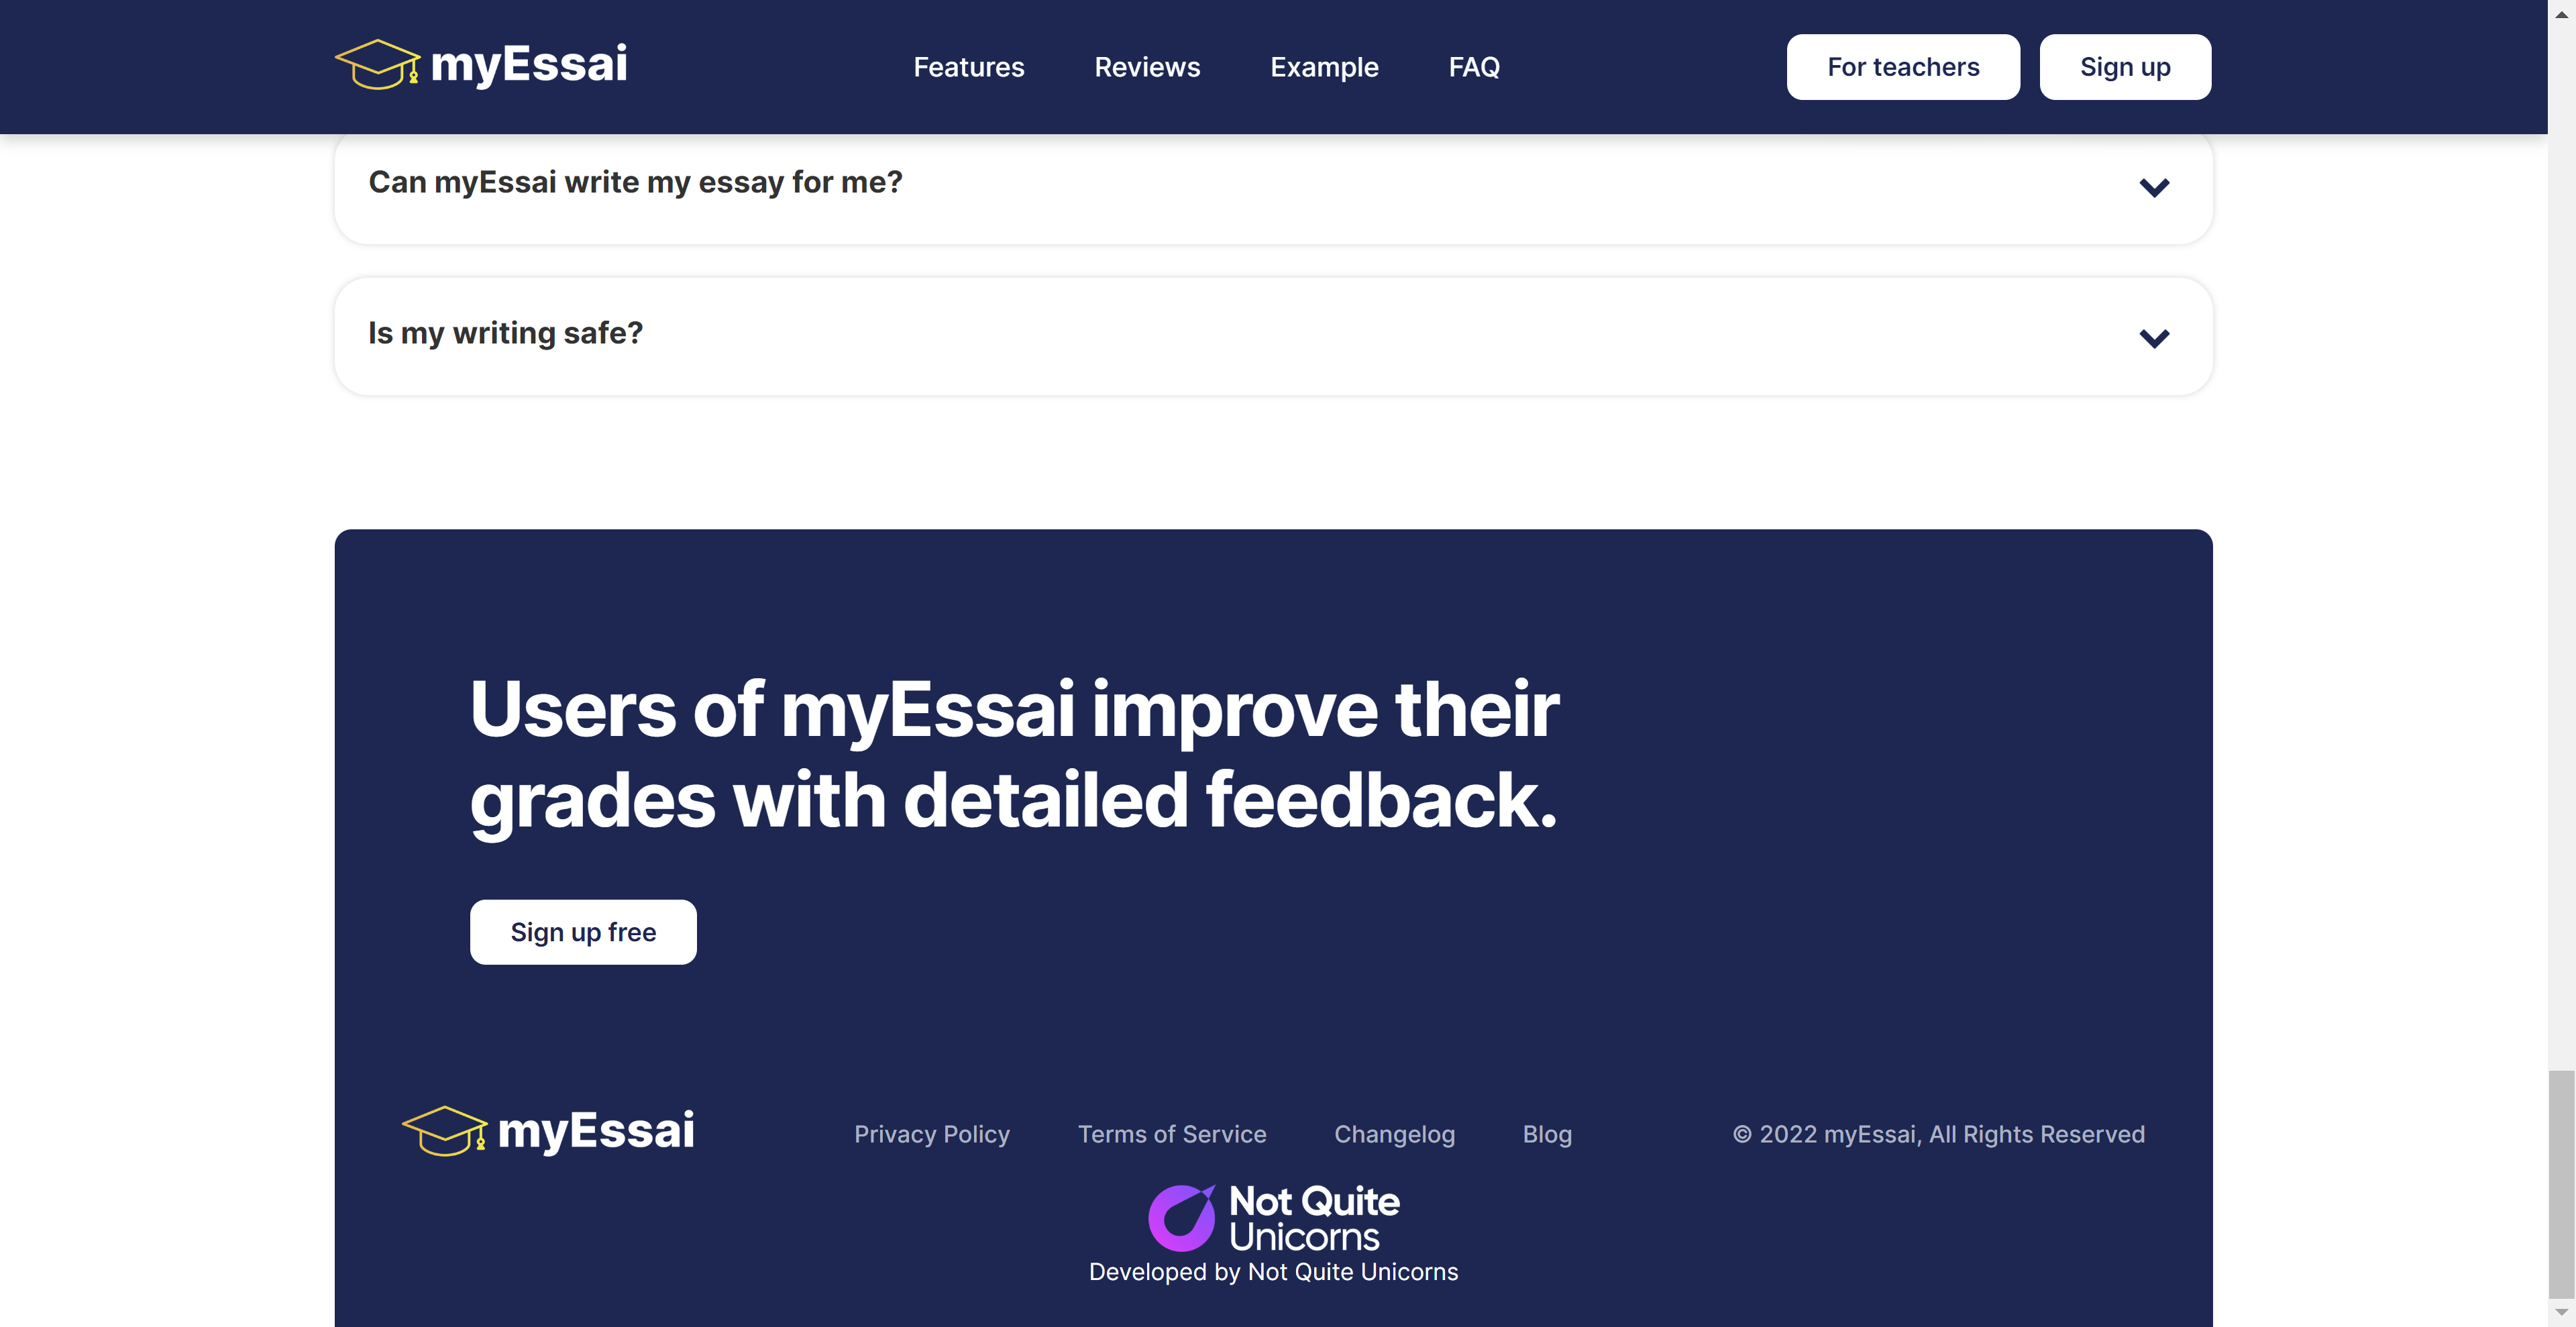 myEssai
Features
Reviews
Example
FAQ
For teachers
Sign up
Can myEssai write my essay for me?
Is my writing safe?
Users of myEssai improve their
grades with detailed feedback.
Sign up free
myEssai
Privacy Policy
Terms of Service
Changelog
Blog
© 2022 myEssai, All Rights Reserved
Not Quite
Unicorns
Developed by Not Quite Unicorns